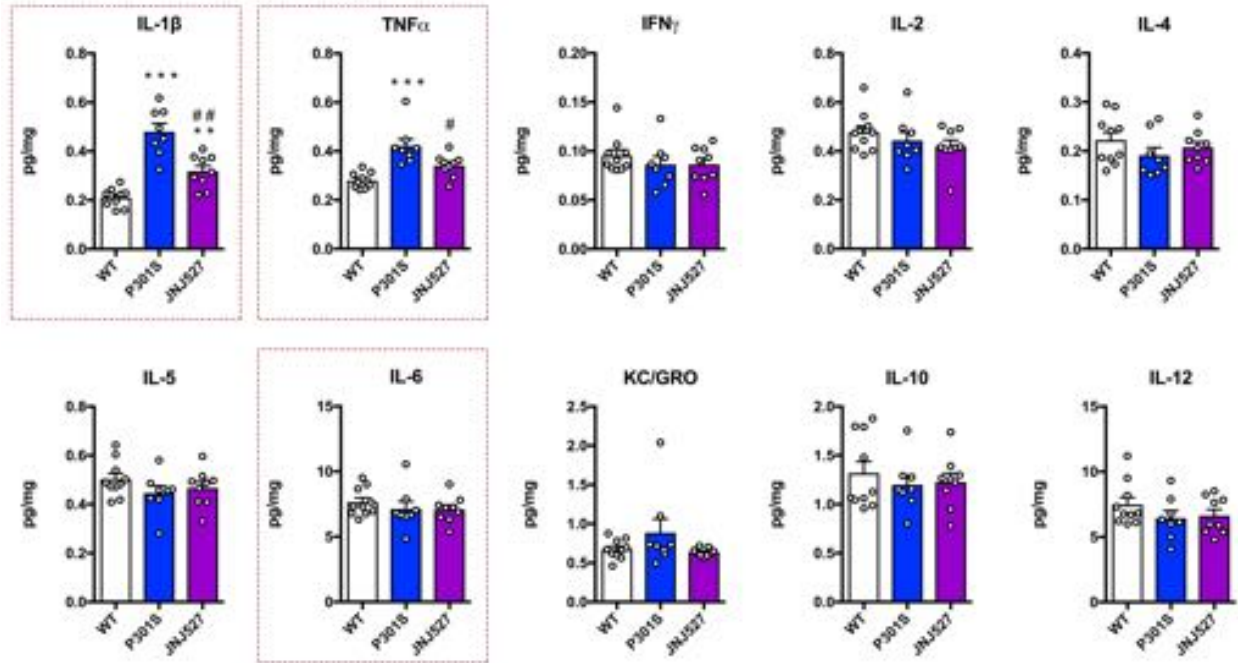 IL-1β
TNFα
IFNγ
IL-2
IL-4
pg/mg
0.8
0.6
0.4
0.2
0.0
* * *
# #
* *
WT
P301S
JNJ527
pg/mg
0.8
0.6
0.4
0.2
0.0
* * *
#
WT
P301S
JNJ527
pg/mg
0.20
0.15
0.10
0.05
0.00
WT
P301S
JNJ527
pg/mg
0.8
0.6
0.4
0.2
0.0
WT
P301S
JNJ527
pg/mg
0.4
0.3
0.2
0.1
0.0
WT
P301S
JNJ527
IL-5
IL-6
KC/GRO
IL-10
IL-12
pg/mg
0.8
0.6
0.4
0.2
0.0
WT
P301S
JNJ527
pg/mg
15
10
5
0
WT
P301S
JNJ527
pg/mg
2.5
2.0
1.5
1.0
0.5
0.0
WT
P301S
JNJ527
pg/mg
2.0
1.5
1.0
0.5
0.0
WT
P301S
JNJ527
pg/mg
15
10
5
0
WT
P301S
JNJ527